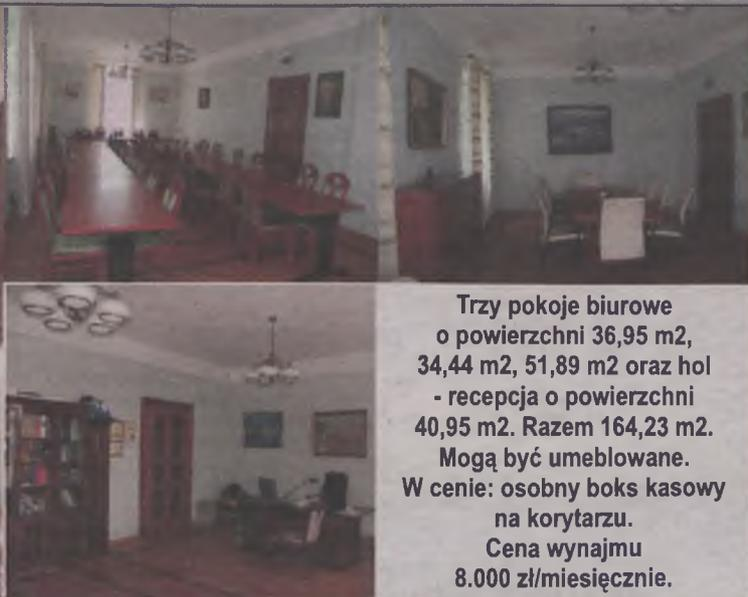 Trzy pokoje biurowe
o powierzchni 36,95 m2,
34,44 m2, 51,89 m2 oraz hol
- recepcja o powierzchni
40,95 m2. Razem 164,23 m2.
Mogą być umeblowane.
W cenie: osobny boks kasowy
na korytarzu.
Cena wynajmu
8.000 zł/miesięcznie.